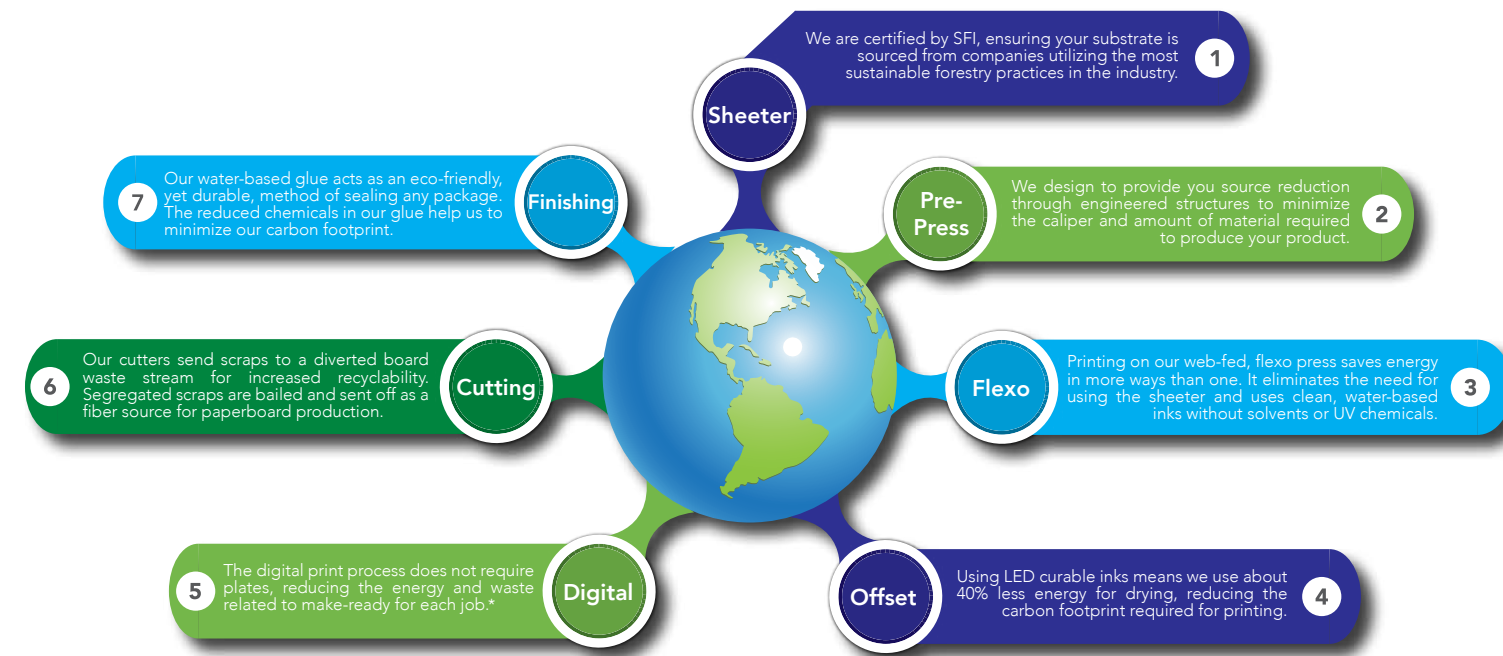 Sheeter
We are certified by SFI, ensuring your substrate is
sourced from companies utilizing the most
sustainable forestry practices in the industry.
1
Pre-
Press
We design to provide you source reduction
through engineered structures to minimize
the caliper and amount of material required
to produce your product.
2
Flexo
Printing on our web-fed, flexo press saves energy
in more ways than one. It eliminates the need for
using the sheeter and uses clean, water-based
inks without solvents or UV chemicals.
3
Offset
Using LED curable inks means we use about
40% less energy for drying, reducing the
carbon footprint required for printing.
4
5
The digital print process does not require
plates, reducing the energy and waste
related to make-ready for each job.*
Digital
6
Our cutters send scraps to a diverted board
waste stream for increased recyclability.
Segregated scraps are bailed and sent off as a
fiber source for paperboard production.
Cutting
7
Our water-based glue acts as an eco-friendly,
yet durable, method of sealing any package.
The reduced chemicals in our glue help us to
minimize our carbon footprint.
Finishing